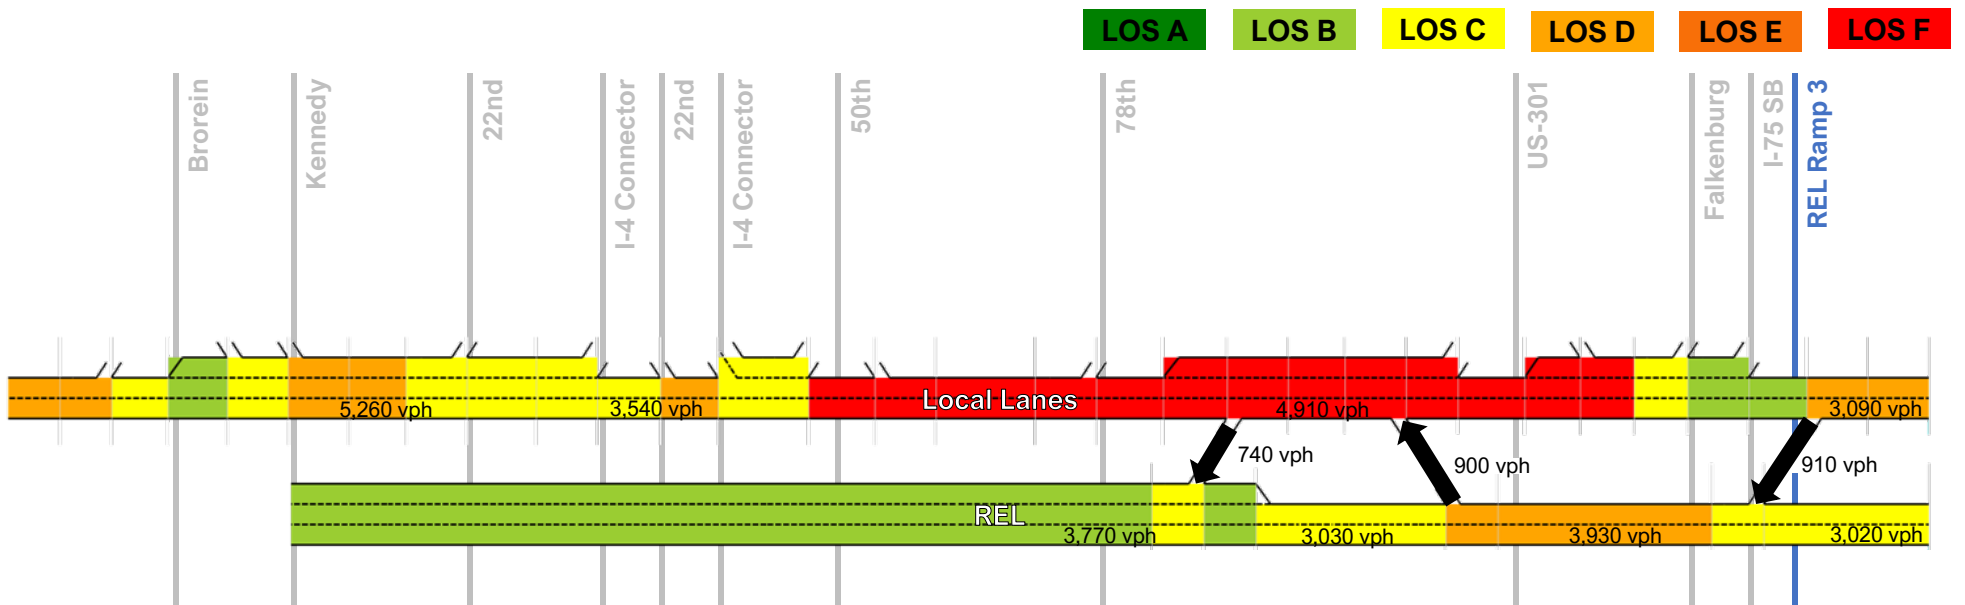 LOS A
LOS B
LOS C
LOS D
LOS E
LOS F
Brorein
Kennedy
22nd
I-4 Connector
22nd
I-4 Connector
50th
78th
US-301
Falkenburg
I-75 SB
REL Ramp 3
5,260 vph
3,540 vph
Local Lanes
4,910 vph
3,090 vph
740 vph
900 vph
910 vph
REL
3,770 vph
3,030 vph
3,930 vph
3,020 vph